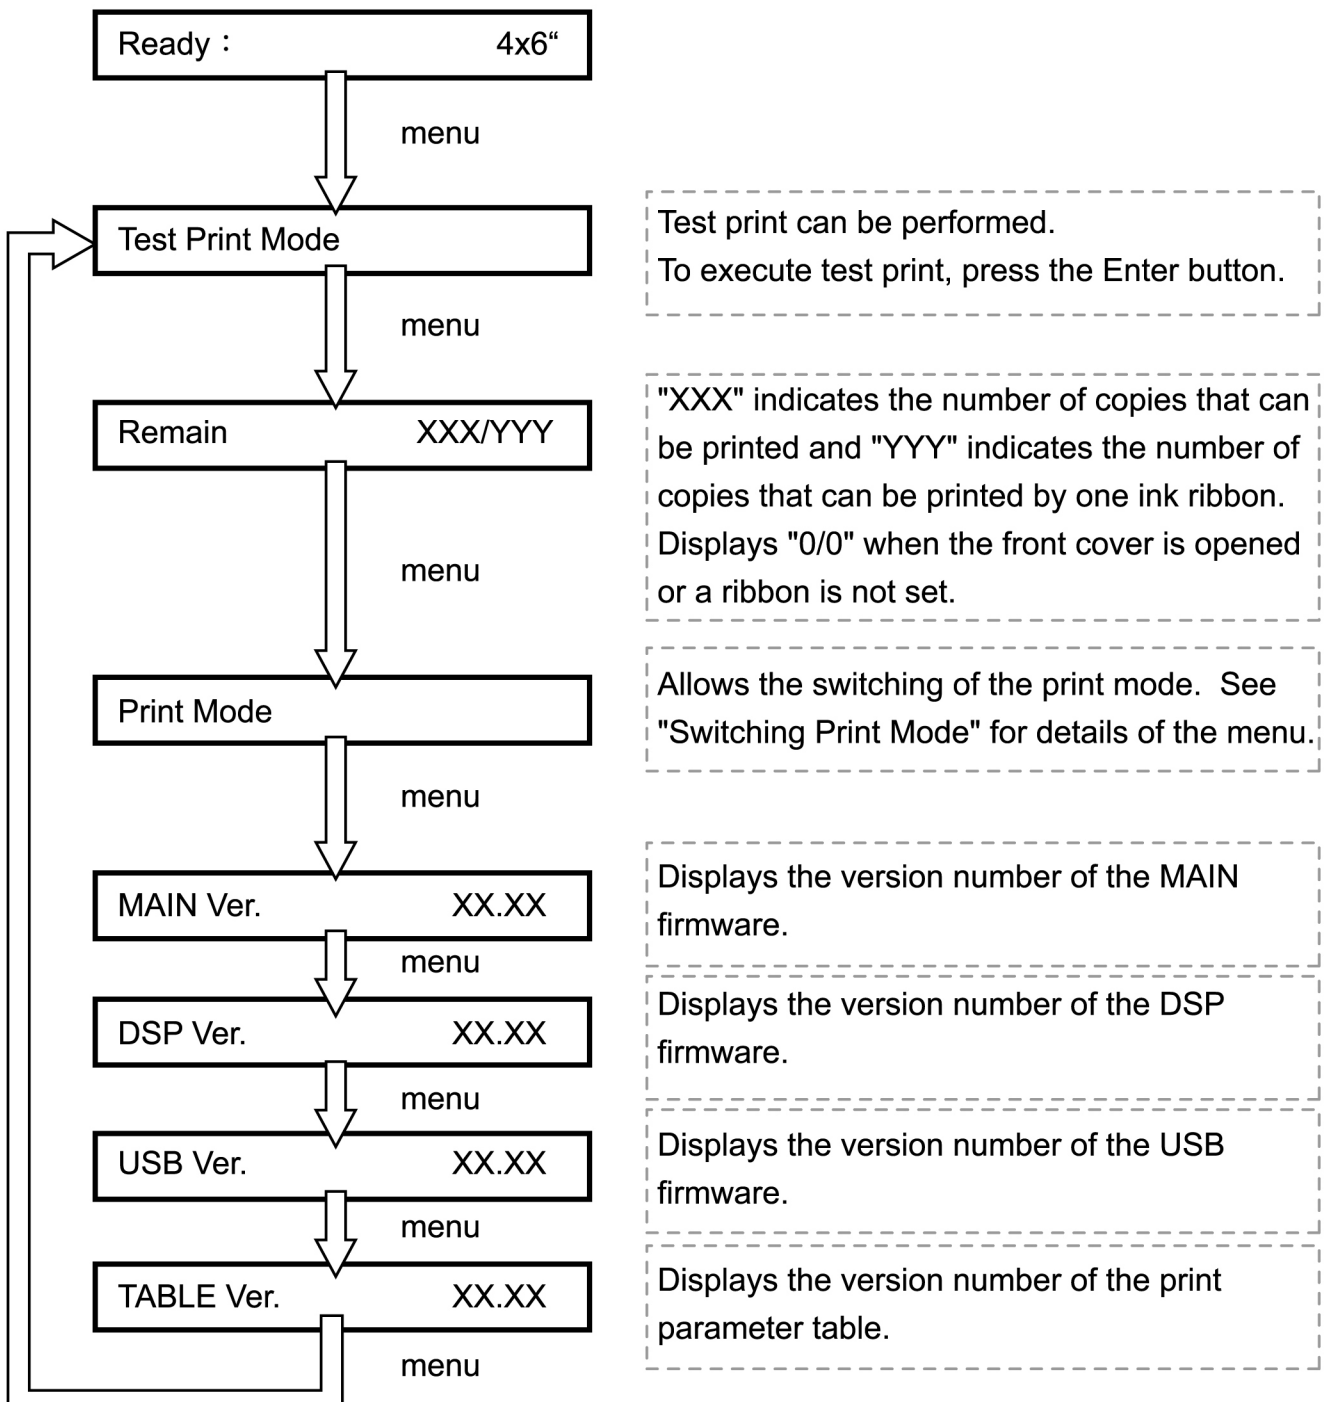 Ready： 4x6“
menu
Test Print Mode
Test print can be performed.
To execute test print, press the Enter button.
menu
Remain XXX/YYY
"XXX" indicates the number of copies that can
be printed and "YYY" indicates the number of
copies that can be printed by one ink ribbon.
Displays "0/0" when the front cover is opened
or a ribbon is not set.
menu
Print Mode
Allows the switching of the print mode.  See
"Switching Print Mode" for details of the menu.
menu
MAIN Ver. XX.XX
Displays the version number of the MAIN
firmware.
menu
DSP Ver. XX.XX
Displays the version number of the DSP
firmware.
menu
USB Ver. XX.XX
Displays the version number of the USB
firmware.
menu
TABLE Ver. XX.XX
Displays the version number of the print
parameter table.
menu